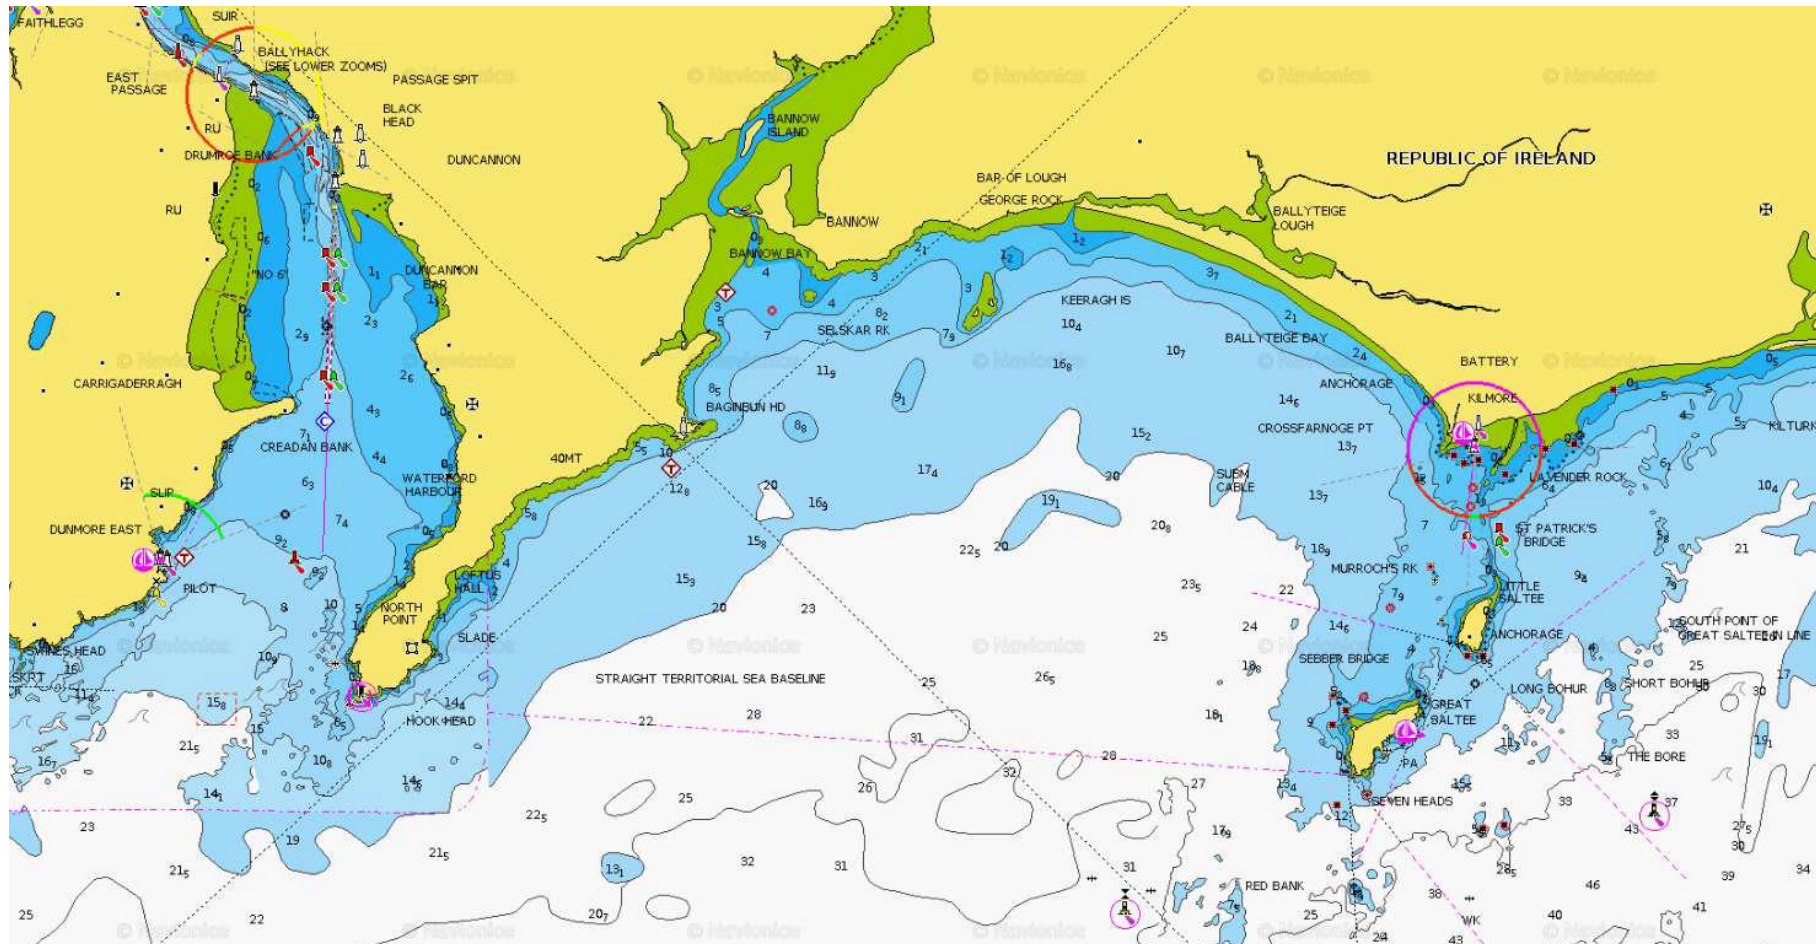 FAITHLEGG
SUIR
BALLYHACK
(SEE LOWER ZOOMS)
EAST
PASSAGE
PASSAGE SPIT
BLACK
HEAD
RU
DRUMROE BANK
DUNCANNON
RU
"NO 6"
DUNCANNON
BAR
BANNOW
ISLAND
BANNOW
BANNOW BAY
BAR OF LOUGH
GEORGE ROCK
REPUBLIC OF IRELAND
BALLYTEIGE
LOUGH
KEERAGH IS
SELSKAR RK
BALLYTEIGE BAY
BATTERY
ANCHORAGE
KILMORE
CROSSFARNOGE PT
KILTURK
LAVENDER ROCK
CARRIGADERRAGH
CREADAN BANK
BAGINBUN HD
40MT
WATERFORD
HARBOUR
SLIP
DUNMORE EAST
PILOT
LOFTUS
HALL
NORTH
POINT
SLADE
SWINES HEAD
SKRT
HOOK HEAD
STRAIGHT TERRITORIAL SEA BASELINE
SUBM
CABLE
ST PATRICK'S
BRIDGE
MURROCH'S RK
LITTLE
SALTEE
ANCHORAGE
SOUTH POINT OF
GREAT SALTEE IN LINE
SEBBER BRIDGE
LONG BOHUR
SHORT BOHUR
GREAT
SALTEE
THE BORE
PA
SEVEN HEADS
RED BANK
WK
© Navionics